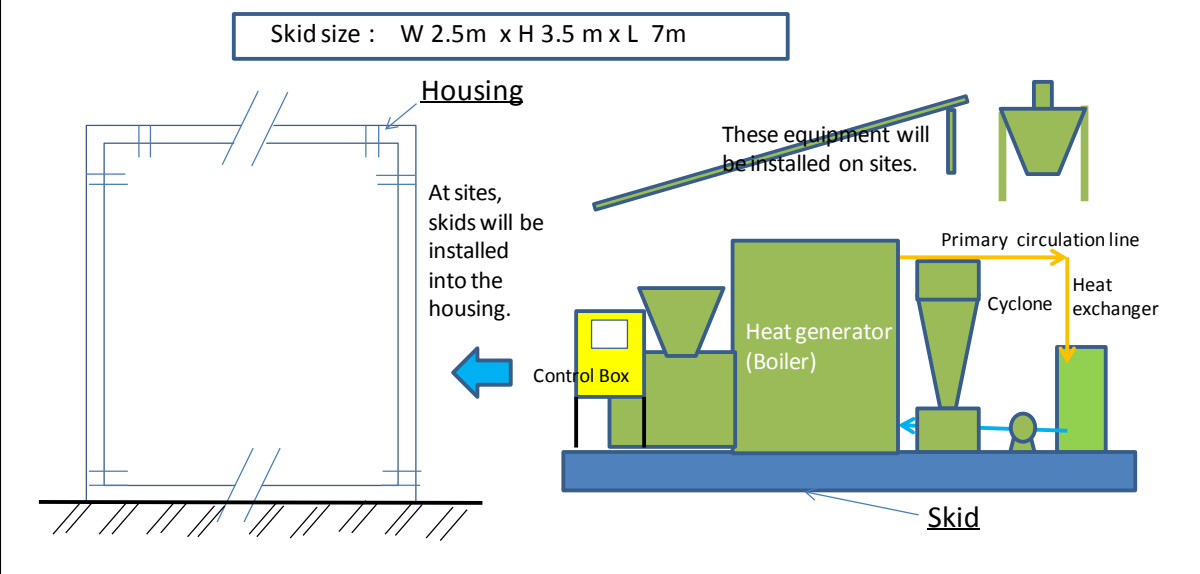 Skid size :   W 2.5m x H 3.5 m x L 7m
Housing
At sites,
skids will be
installed
into the
housing.
These equipment will
be installed on sites.
Primary circulation line
Heat
exchanger
Cyclone
Heat generator
(Boiler)
Control Box
Skid